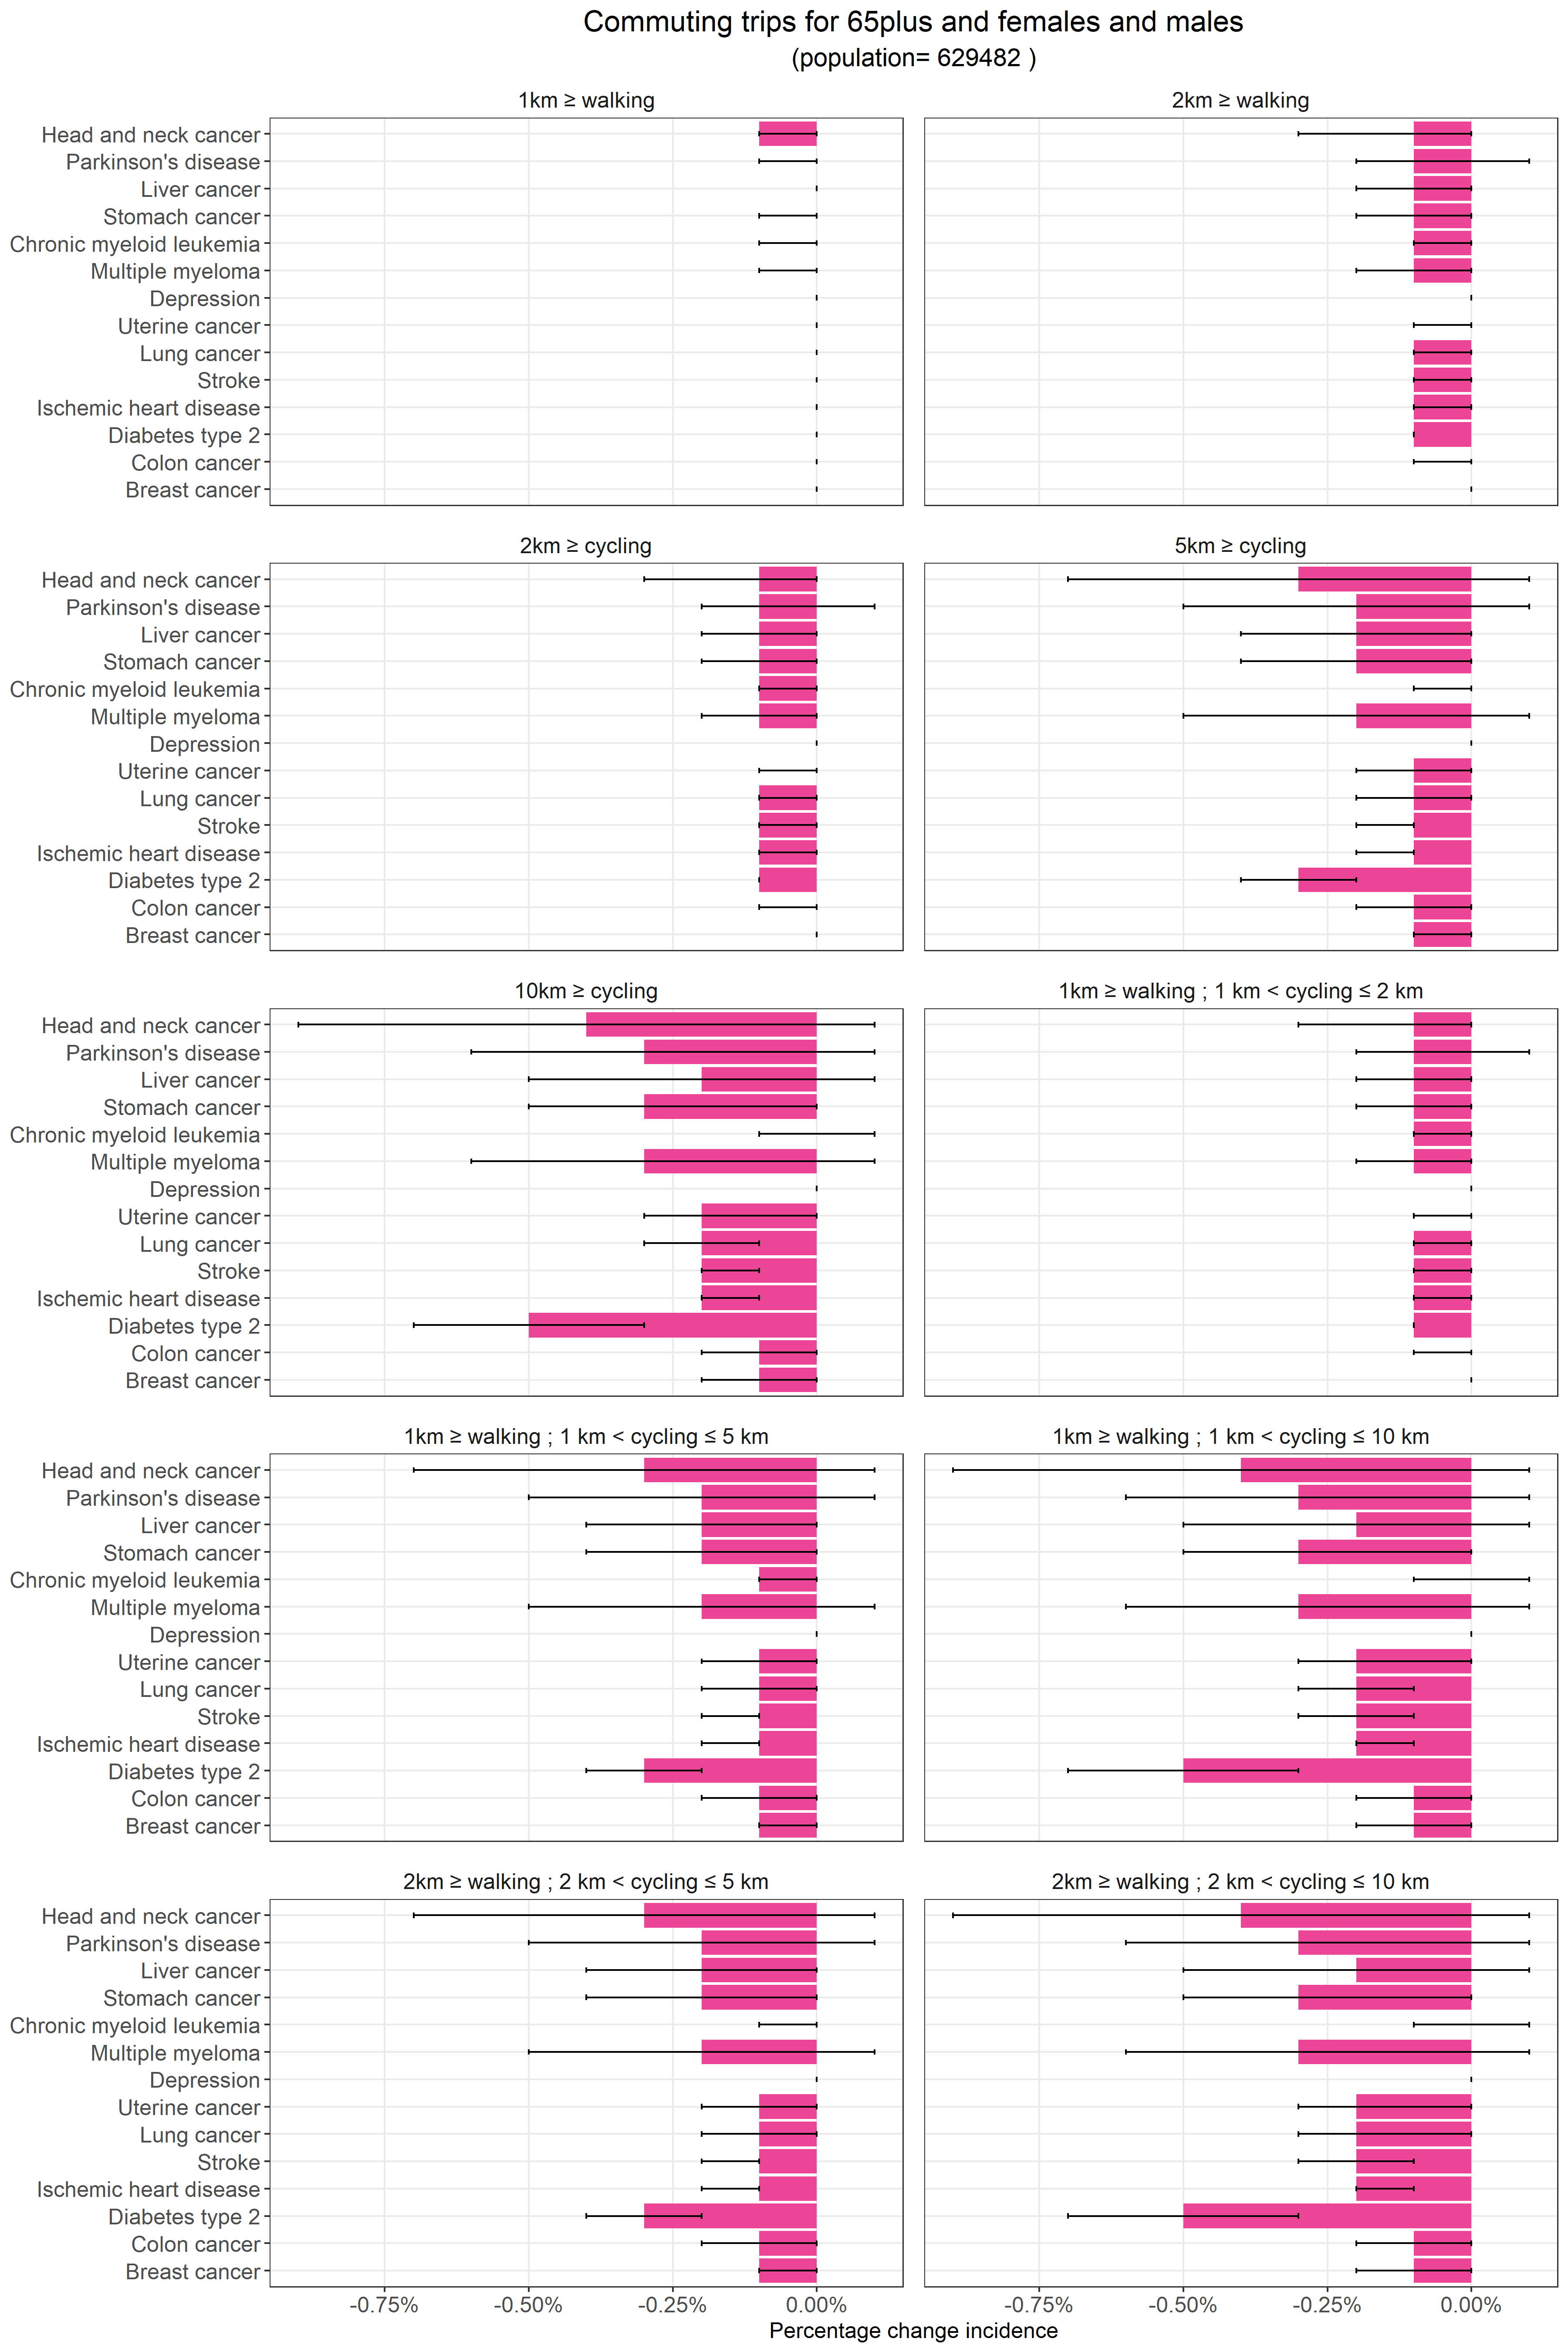 Commuting trips for 65plus and females and males
(population= 629482 )
1km ≥ walking
2km ≥ walking
Head and neck cancer
Parkinson's disease
Liver cancer
Stomach cancer
Chronic myeloid leukemia
Multiple myeloma
Depression
Uterine cancer
Lung cancer
Stroke
Ischemic heart disease
Diabetes type 2
Colon cancer
Breast cancer
2km ≥ cycling
5km ≥ cycling
Head and neck cancer
Parkinson's disease
Liver cancer
Stomach cancer
Chronic myeloid leukemia
Multiple myeloma
Depression
Uterine cancer
Lung cancer
Stroke
Ischemic heart disease
Diabetes type 2
Colon cancer
Breast cancer
10km ≥ cycling
1km ≥ walking ; 1 km < cycling ≤ 2 km
Head and neck cancer
Parkinson's disease
Liver cancer
Stomach cancer
Chronic myeloid leukemia
Multiple myeloma
Depression
Uterine cancer
Lung cancer
Stroke
Ischemic heart disease
Diabetes type 2
Colon cancer
Breast cancer
1km ≥ walking ; 1 km < cycling ≤ 5 km
1km ≥ walking ; 1 km < cycling ≤ 10 km
Head and neck cancer
Parkinson's disease
Liver cancer
Stomach cancer
Chronic myeloid leukemia
Multiple myeloma
Depression
Uterine cancer
Lung cancer
Stroke
Ischemic heart disease
Diabetes type 2
Colon cancer
Breast cancer
2km ≥ walking ; 2 km < cycling ≤ 5 km
2km ≥ walking ; 2 km < cycling ≤ 10 km
Head and neck cancer
Parkinson's disease
Liver cancer
Stomach cancer
Chronic myeloid leukemia
Multiple myeloma
Depression
Uterine cancer
Lung cancer
Stroke
Ischemic heart disease
Diabetes type 2
Colon cancer
Breast cancer
-0.75% -0.50% -0.25% 0.00% -0.75% -0.50% -0.25% 0.00%
Percentage change incidence